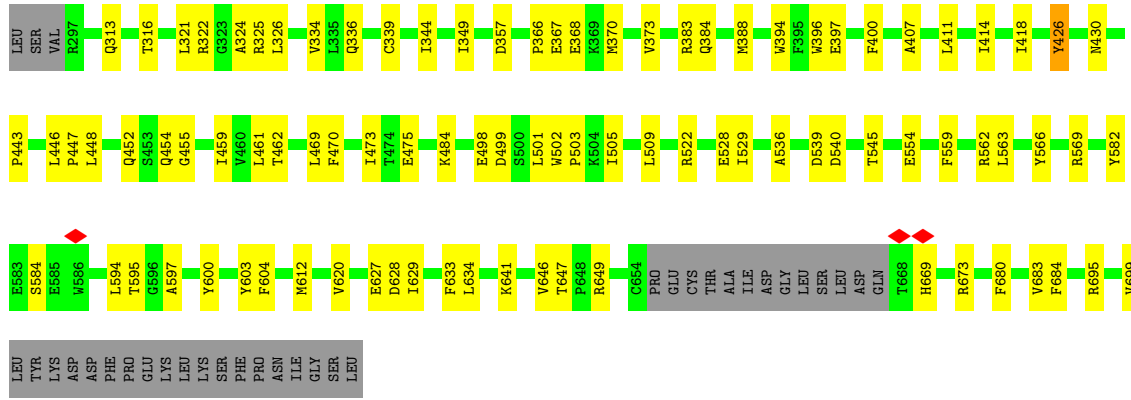 LEU SER VAL R297 Q313 T316 L321 R322 G323 A324 R325 L326 V334 L335 Q336 C339 I344 I349 D357 P366 E367 E368 K369 M370 V373 R383 Q384 M388 W394 F395 W396 E397 F400 A407 L411 I414 I418 Y426 N430
P443 L446 P447 L448 Q452 S453 Q454 G455 I459 V460 L461 T462 L469 F470 I473 T474 E475 K484 E498 D499 S500 L501 W502 P503 K504 I505 L509 R522 E528 I529 A536 D539 D540 T545 E554 F559 R562 L563 Y566 R569 Y582
E583 S584 E585 W586 L594 T595 G596 A597 Y600 Y603 F604 M612 V620 E627 D628 I629 F633 L634 K641 V646 T647 P648 R649 C654 PRO GLU CYS THR ALA ILE ASP GLY LEU SER LEU ASP GLN T668 H669 R673 F680 V683 F684 R695 V699
LEU TYR LYS ASP ASP PHE PRO GLU LYS LEU LYS SER PHE PRO ASN ILE GLY SER LEU